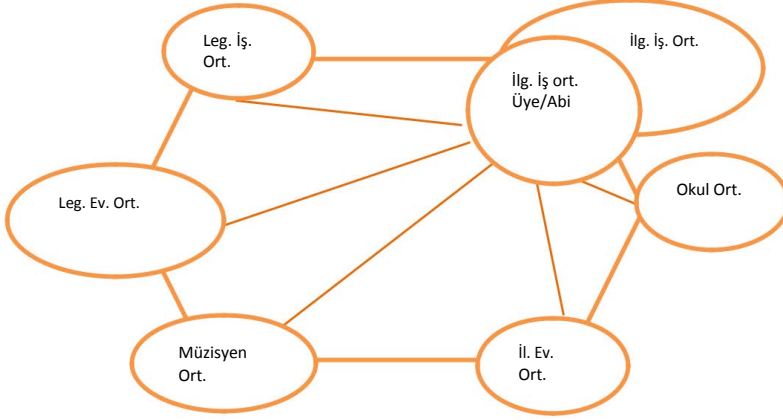 Leg. İş.
Ort.
İlg. İş. Ort.
İlg. İş ort.
Üye/Abi
Leg. Ev. Ort.
Okul Ort.
Müzisyen
Ort.
İl. Ev.
Ort.